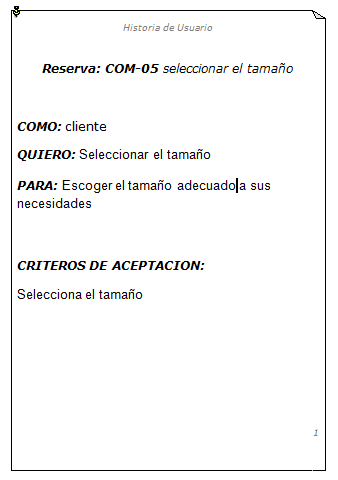 Historia de Usuario
Reserva: COM-05 seleccionar el tamaño
COMO: cliente
QUIERO: Seleccionar el tamaño
PARA: Escoger el tamaño adecuado a sus
necesidades
CRITEROS DE ACEPTACION:
Selecciona el tamaño
1